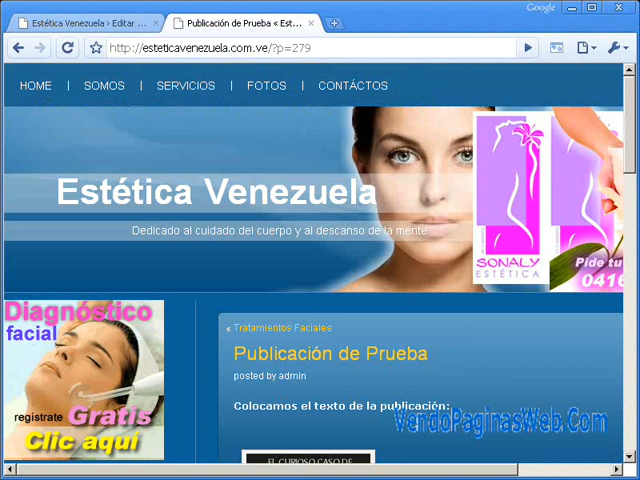 Google
Estética Venezuela › Editar ...
Publicación de Prueba « Est...
http://esteticavenezuela.com.ve/?p=279
HOME | SOMOS | SERVICIOS | FOTOS | CONTÁCTOS
Estética Venezuela
Dedicado al cuidado del cuerpo y al descanso de la mente
SONALY
ESTÉTICA
Pide tu
0416
Diagnóstico
facial
registrate Gratis
Clic aquí
« Tratamientos Faciales
Publicación de Prueba
posted by admin
Colocamos el texto de la publicación:
VendoPaginasWeb.Com
EL CURIOSO CASO DE